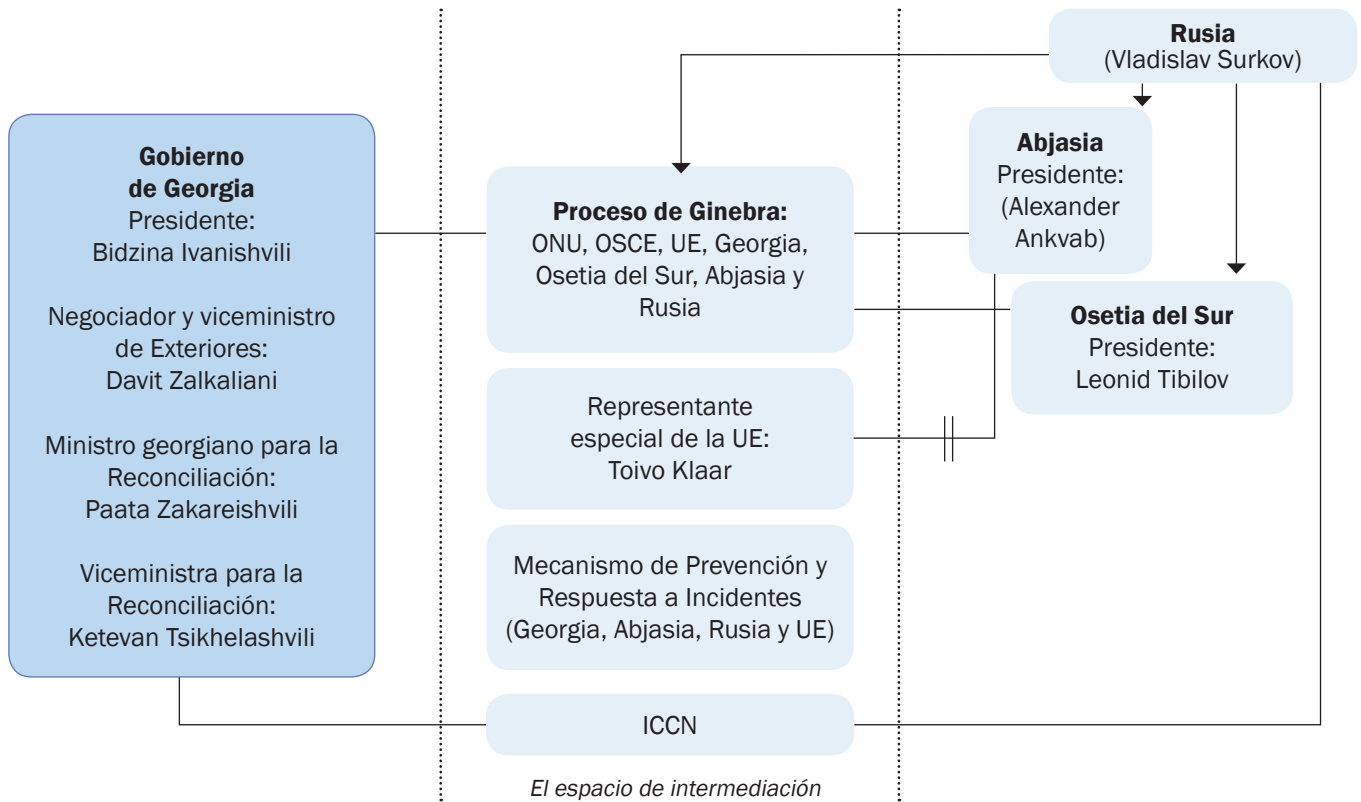 Gobierno
de Georgia
Presidente:
Bidzina Ivanishvili
Negociador y viceministro
de Exteriores:
Davit Zalkaliani
Ministro georgiano para la
Reconciliación:
Paata Zakareishvili
Viceministra para la
Reconciliación:
Ketevan Tsikhelashvili
Proceso de Ginebra:
ONU, OSCE, UE, Georgia,
Osetia del Sur, Abjasia y
Rusia
Representante
especial de la UE:
Toivo Klaar
Mecanismo de Prevención y
Respuesta a Incidentes
(Georgia, Abjasia, Rusia y UE)
ICCN
El espacio de intermediación
Rusia
(Vladislav Surkov)
Abjasia
Presidente:
(Alexander
Ankvab)
Osetia del Sur
Presidente:
Leonid Tibilov